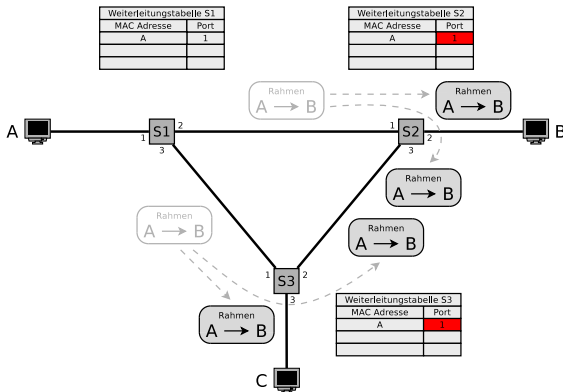 Weiterleitungstabelle S1
MAC Adresse Port
A 1
Weiterleitungstabelle S2
MAC Adresse Port
A 1
Rahmen
A → B
Rahmen
A → B
A
1
S1
2
3
1
S2
2
3
B
Rahmen
A → B
Rahmen
A → B
Rahmen
A → B
1
S3
2
3
Rahmen
A → B
Weiterleitungstabelle S3
MAC Adresse Port
A 1
C